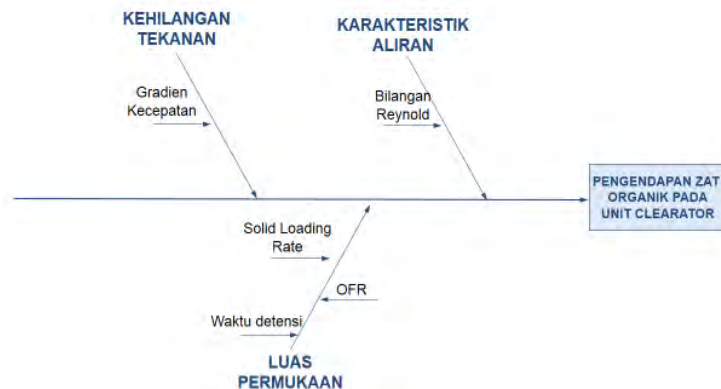 KEHILANGAN
TEKANAN
KARAKTERISTIK
ALIRAN
Gradien
Kecepatan
Bilangan
Reynold
PENGENDAPAN ZAT
ORGANIK PADA
UNIT CLEARATOR
Solid Loading
Rate
OFR
Waktu detensi
LUAS
PERMUKAAN